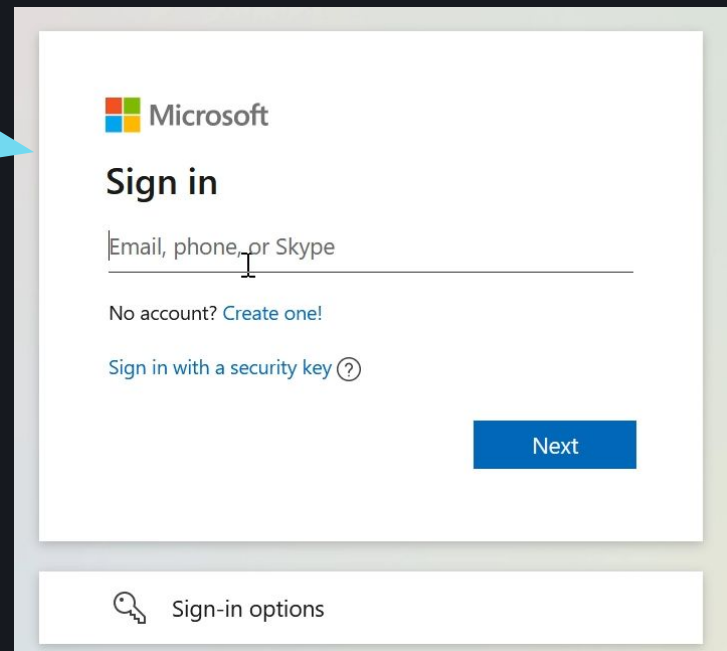 Microsoft
Sign in
Email, phone, or Skype
No account? Create one!
Sign in with a security key ?
Next
Sign-in options